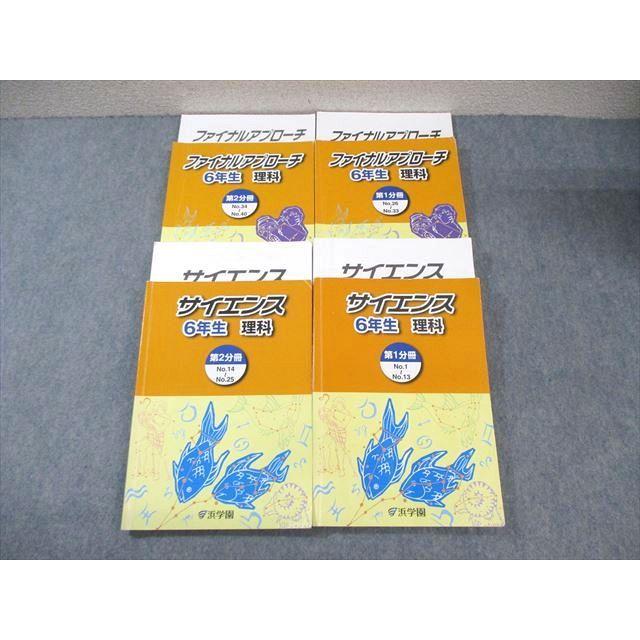 ファイナルアプローチ
ファイナルアプローチ
ファイナルアプローチ
6年生 理科
第2分冊
No.34
~
No.40
ファイナルアプローチ
6年生 理科
第1分冊
No.26
~
No.33
サイエンス
サイエンス
サイエンス
6年生 理科
第2分冊
No.14
~
No.25
浜学園
サイエンス
6年生 理科
第1分冊
No.1
~
No.13
浜学園